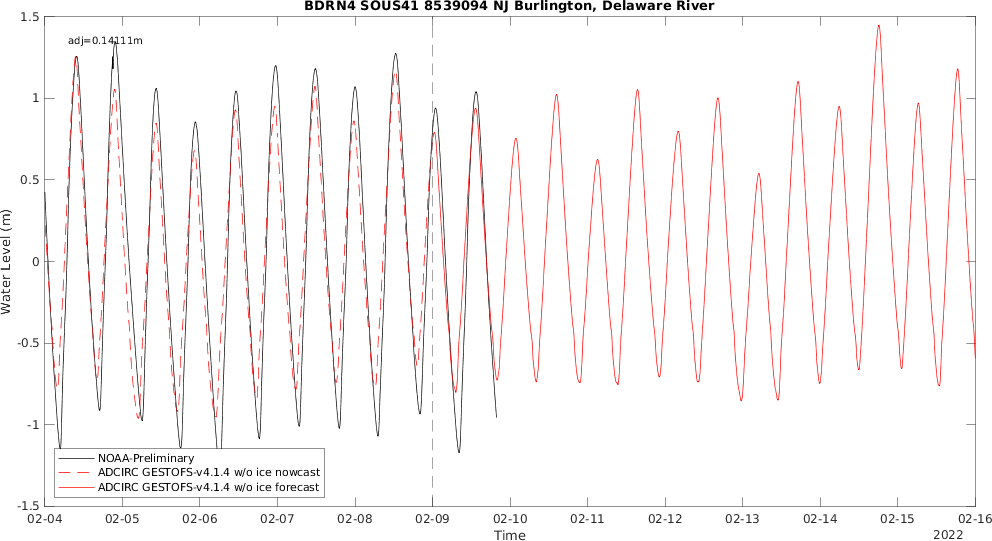 BDRN4 SOUS41 8539094 NJ Burlington, Delaware River
adj=0.14111m
Water Level (m)
1.5
1
0.5
0
-0.5
-1
-1.5
NOAA-Preliminary
ADCIRC GESTOFS-v4.1.4 w/o ice nowcast
ADCIRC GESTOFS-v4.1.4 w/o ice forecast
02-04 02-05 02-06 02-07 02-08 02-09 02-10 02-11 02-12 02-13 02-14 02-15 02-16
Time
2022